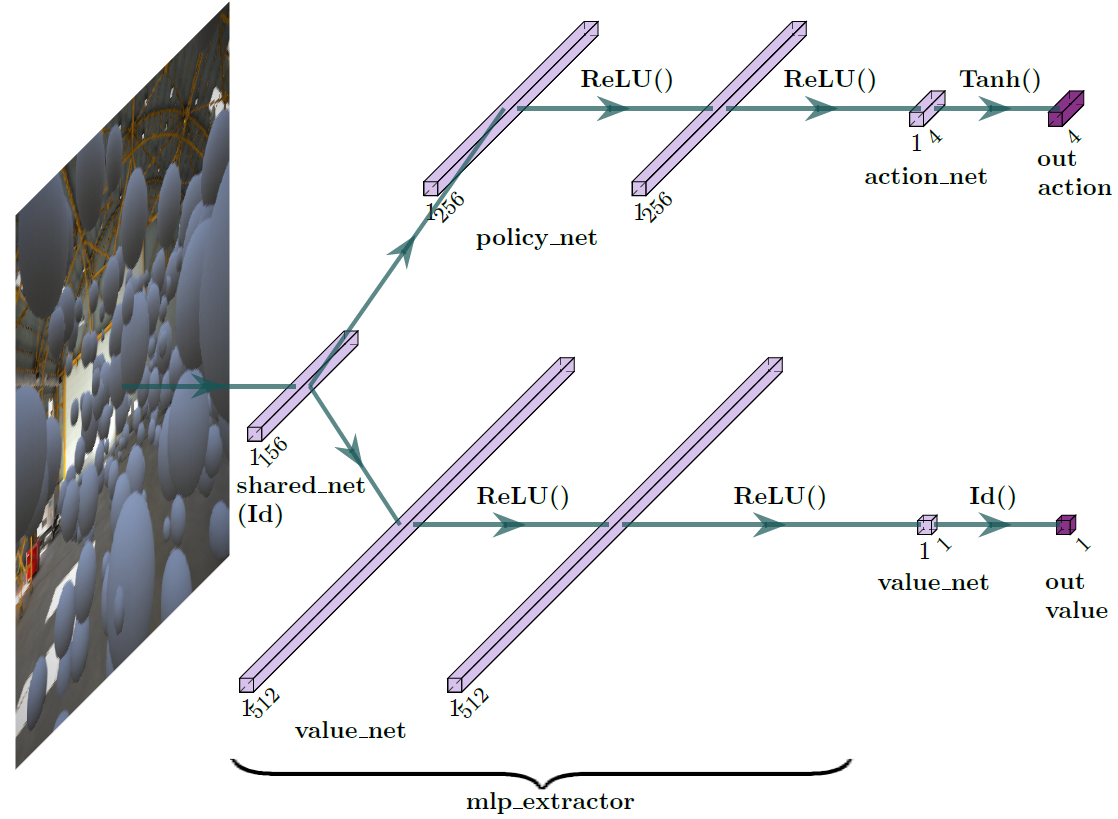 ReLU()
ReLU()
Tanh()
1
256
1
256
1
4
4
policy_net
action_net
out
action
1
156
shared_net
(Id)
ReLU()
ReLU()
Id()
1
512
1
512
1
1
1
value_net
value_net
out
value
mlp_extractor